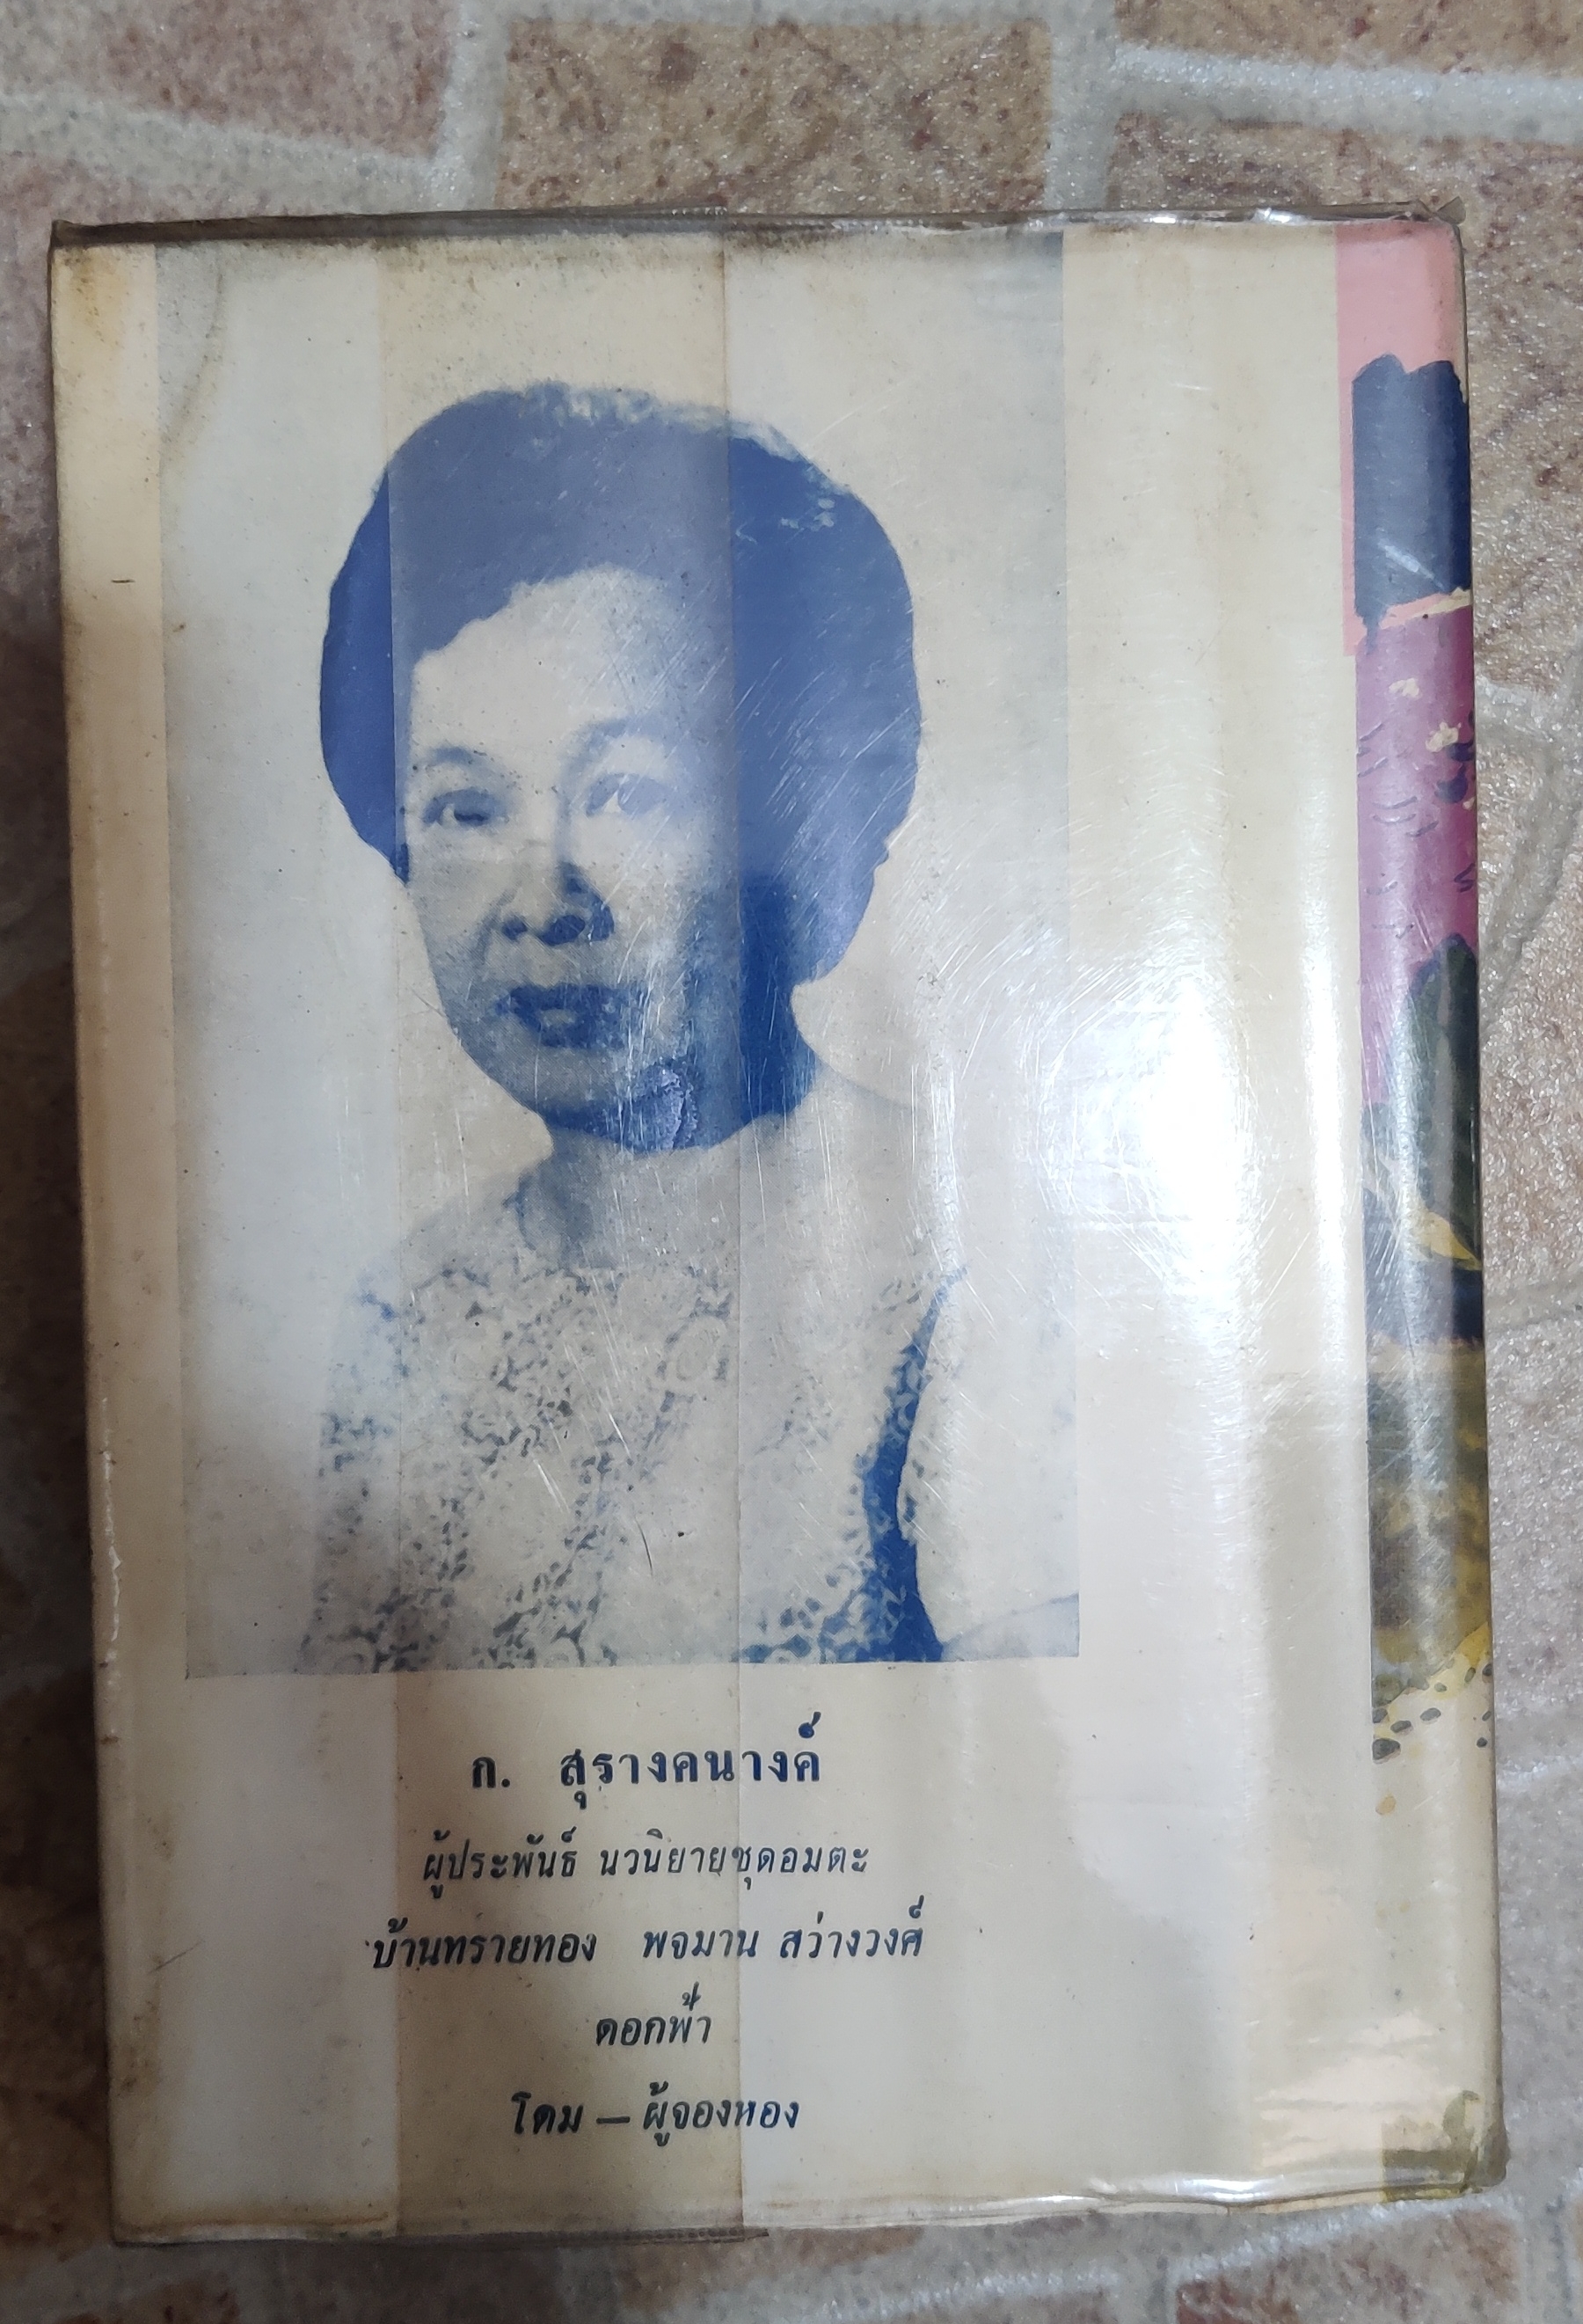 ก. สุรางคนางค์
ผู้ประพันธ์ นวนิยายชุดอมตะ
บ้านทรายทอง พจมาน สว่างวงศ์
ดอกฟ้า
โดม — ผู้จองหอง